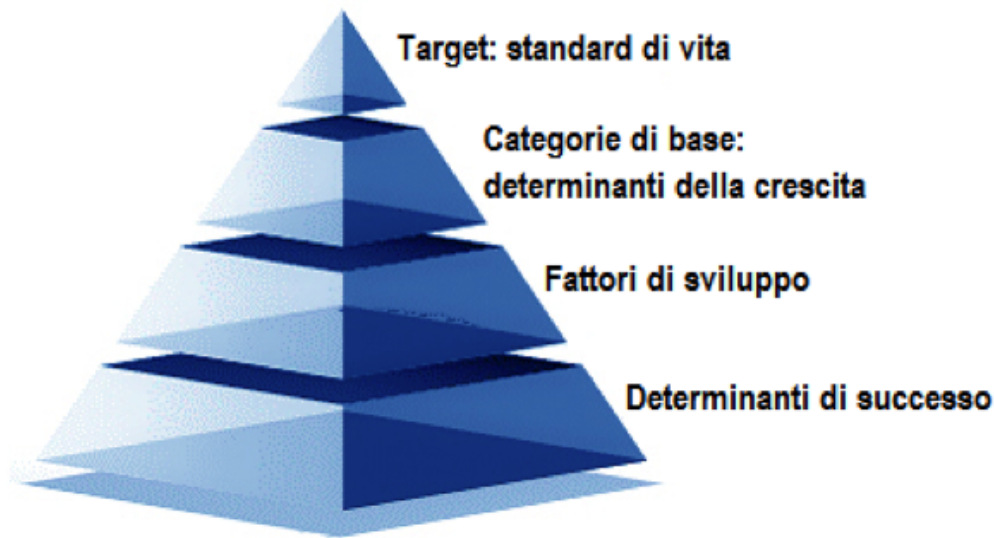 Target: standard di vita
Categorie di base:
determinanti della crescita
Fattori di sviluppo
Determinanti di successo